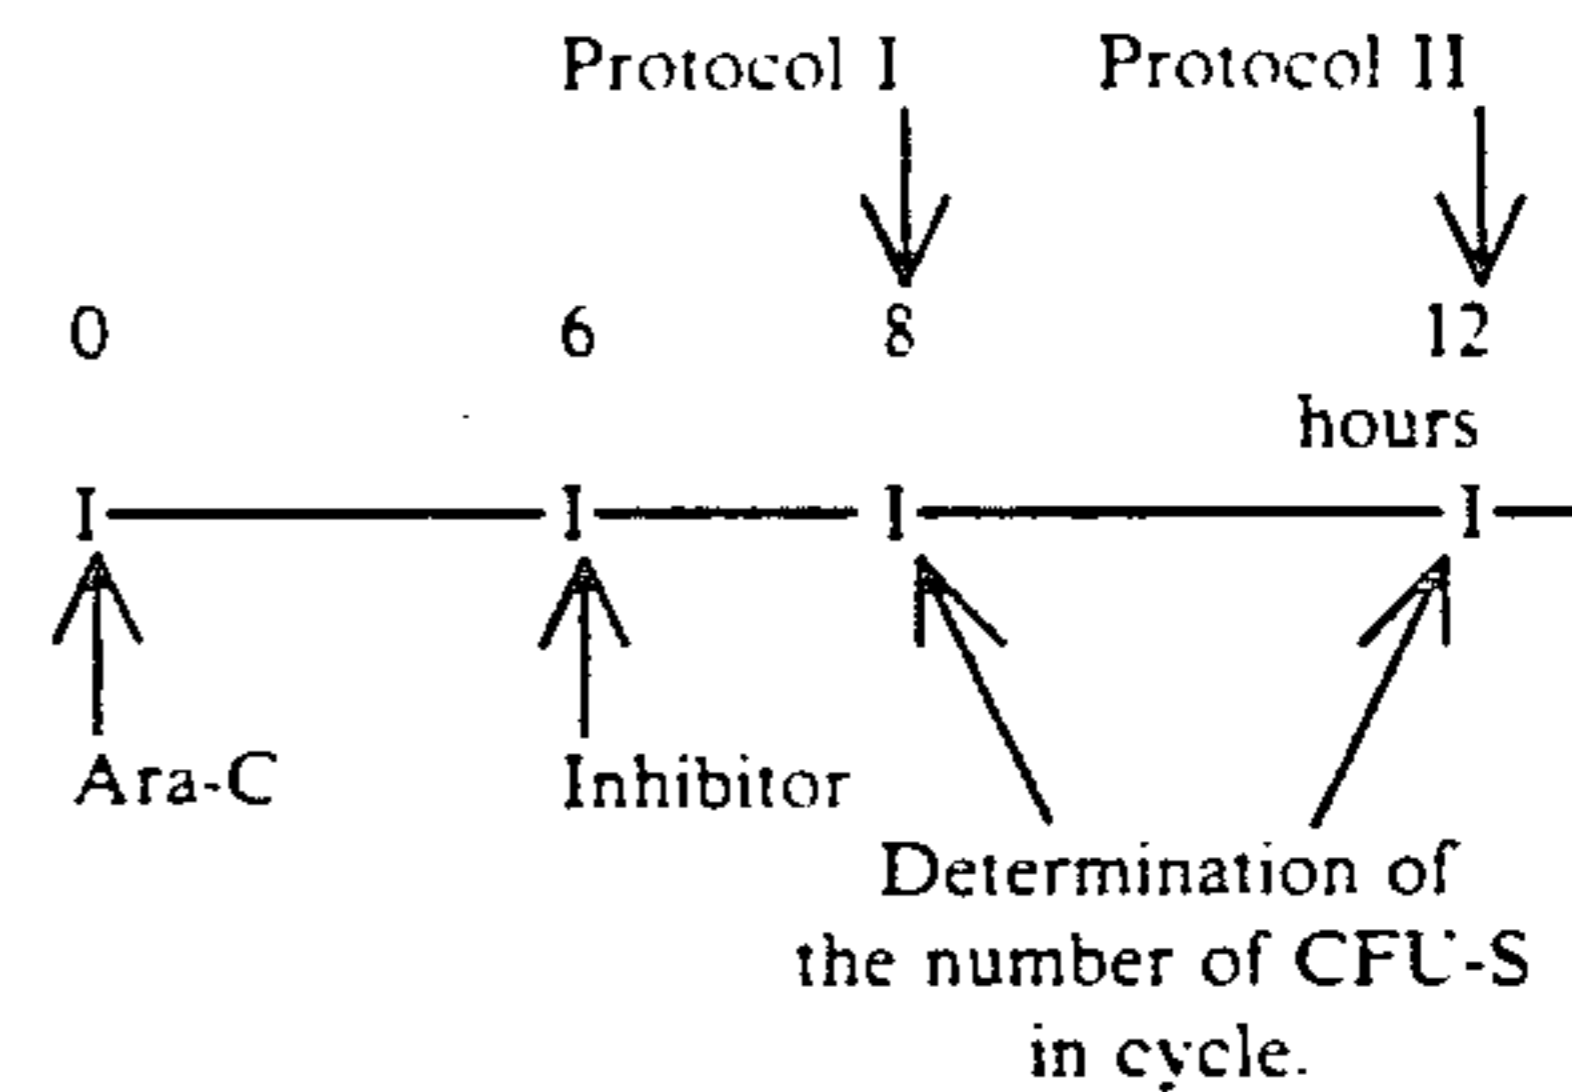 Protocol I Protocol II
0 6 8 12
hours
I I I I
Ara-C Inhibitor
Determination of
the number of CFU-S
in cycle.